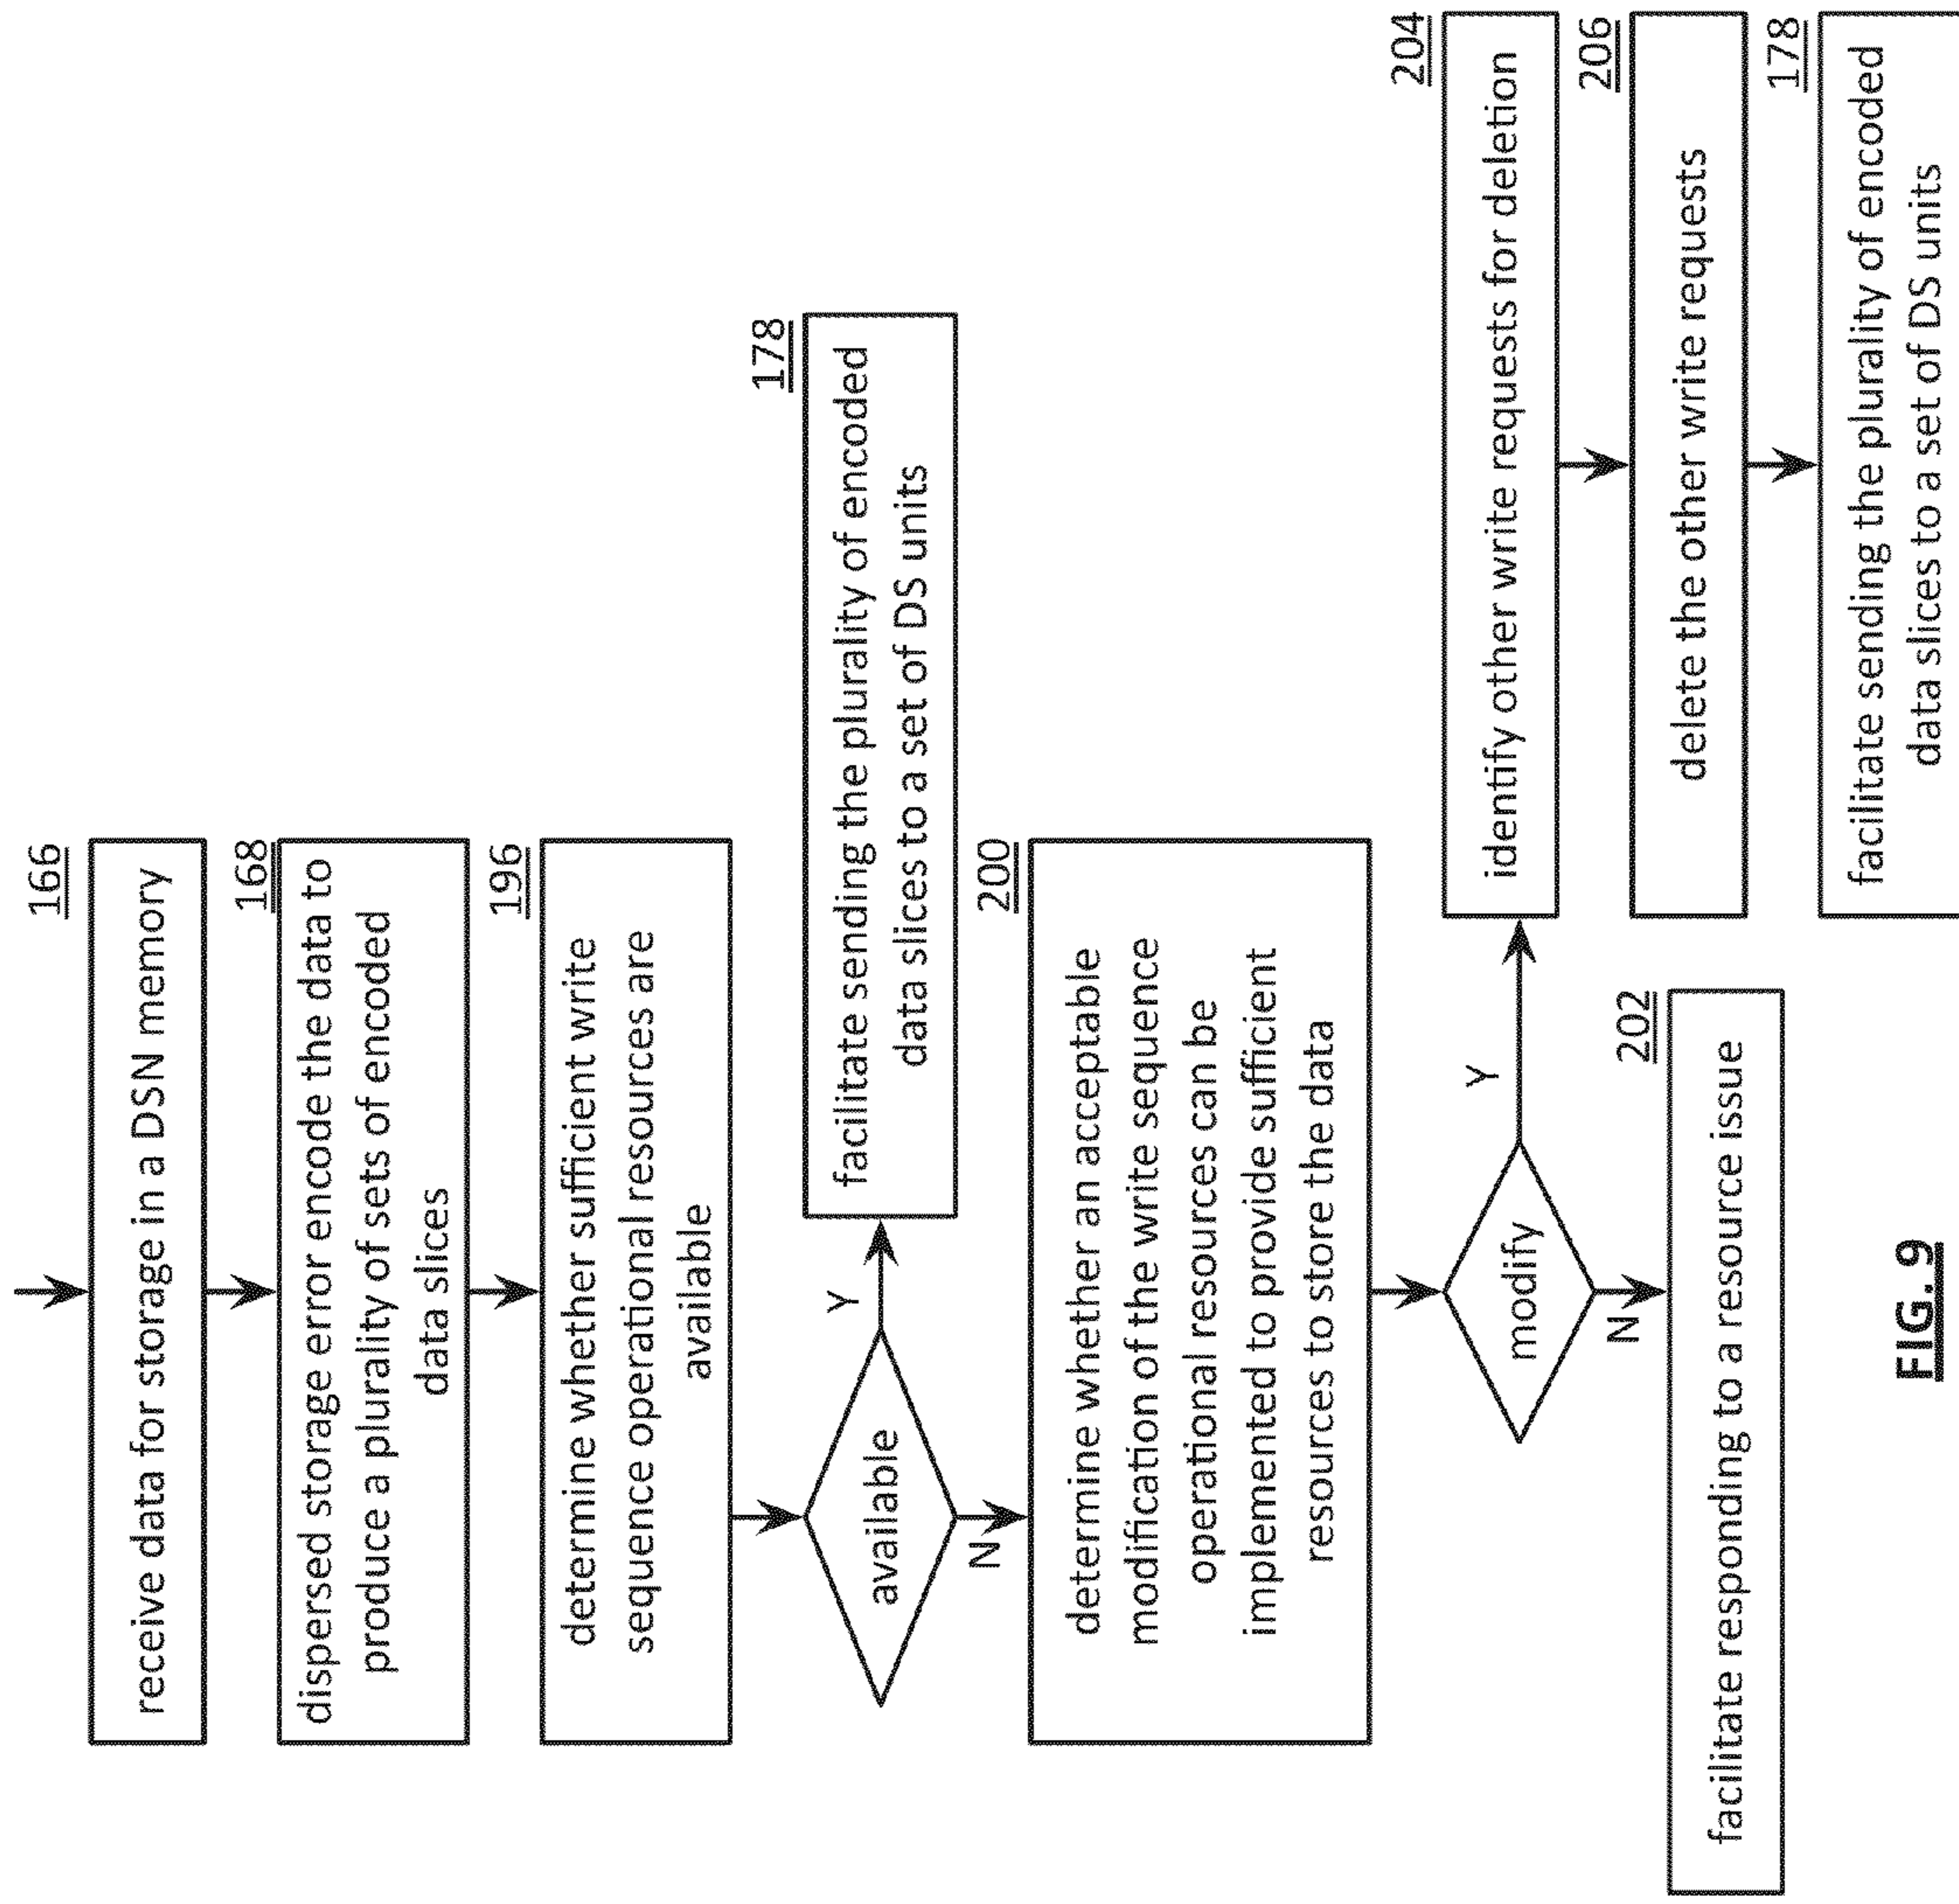 166
receive data for storage in a DSN memory
168
dispersed storage error encode the data to
produce a plurality of sets of encoded
data slices
196
determine whether sufficient write
sequence operational resources are
available
available
Y
178
facilitate sending the plurality of encoded
data slices to a set of DS units
N
200
determine whether an acceptable
modification of the write sequence
operational resources can be
implemented to provide sufficient
resources to store the data
modify
Y
204
identify other write requests for deletion
206
delete the other write requests
178
facilitate sending the plurality of encoded
data slices to a set of DS units
N
202
facilitate responding to a resource issue
FIG. 9